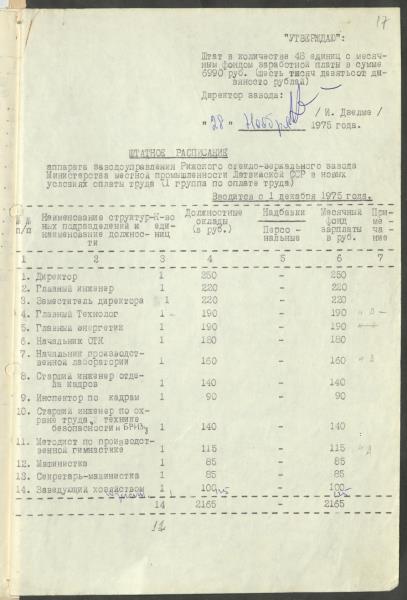 17
"УТВЕРЖДАЮ":
Штат в количестве 48 единиц с месяч-
ным фондом заработной платы в сумме
6990 руб. (шесть тысяч девятьсот де-
вяносто рублей)
Директор завода:
/ И. Дзелме /
"28" Ноября 1975 года.
ШТАТНОЕ РАСПИСАНИЕ
аппарата заводоуправления Рижского стекло-зеркального завода
Министерства местной промышленности Латвийской ССР в новых
условиях оплаты труда (1 группа по оплате труда)
Вводится с 1 декабря 1975 года.
№№ п/п Наименование структур-ных подразделений и наименование должнос-ти К-во еди-ниц Должностные оклады (в руб.) Надбавки Персо-нальные Месячный фонд зарплаты в руб. При-ме ча-ние
1 2 3 4 5 6 7
1. Директор 1 250 - 250
2. Главный инженер 1 220 - 220
3. Заместитель директора 1 220 - 220
4. Главный Технолог 1 190 - 190
5. Главный энергетик 1 190 - 190
6. Начальник ОТК 1 180 - 180
7. Начальник производст-
венной лаборатории 1 160 - 160
8. Старший инженер отде-
ла кадров 1 140 - 140
9. Инспектор по кадрам 1 90 - 90
10. Старший инженер по ох-
ране труда, технике
безопасности и БРИЗу 1 140 - 140
11. Методист по производст-
венной гимнастике 1 115 - 115
12. Машинистка 1 85 - 85
13. Секретарь-машинистка 1 85 - 85
14. Заведующий хозяйством 1 100 - 100
14 2165 - 2165